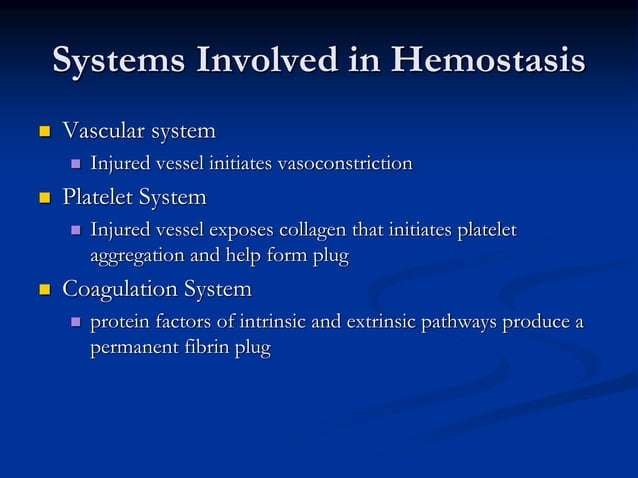 Systems Involved in Hemostasis
Vascular system
Injured vessel initiates vasoconstriction
Platelet System
Injured vessel exposes collagen that initiates platelet
aggregation and help form plug
Coagulation System
protein factors of intrinsic and extrinsic pathways produce a
permanent fibrin plug